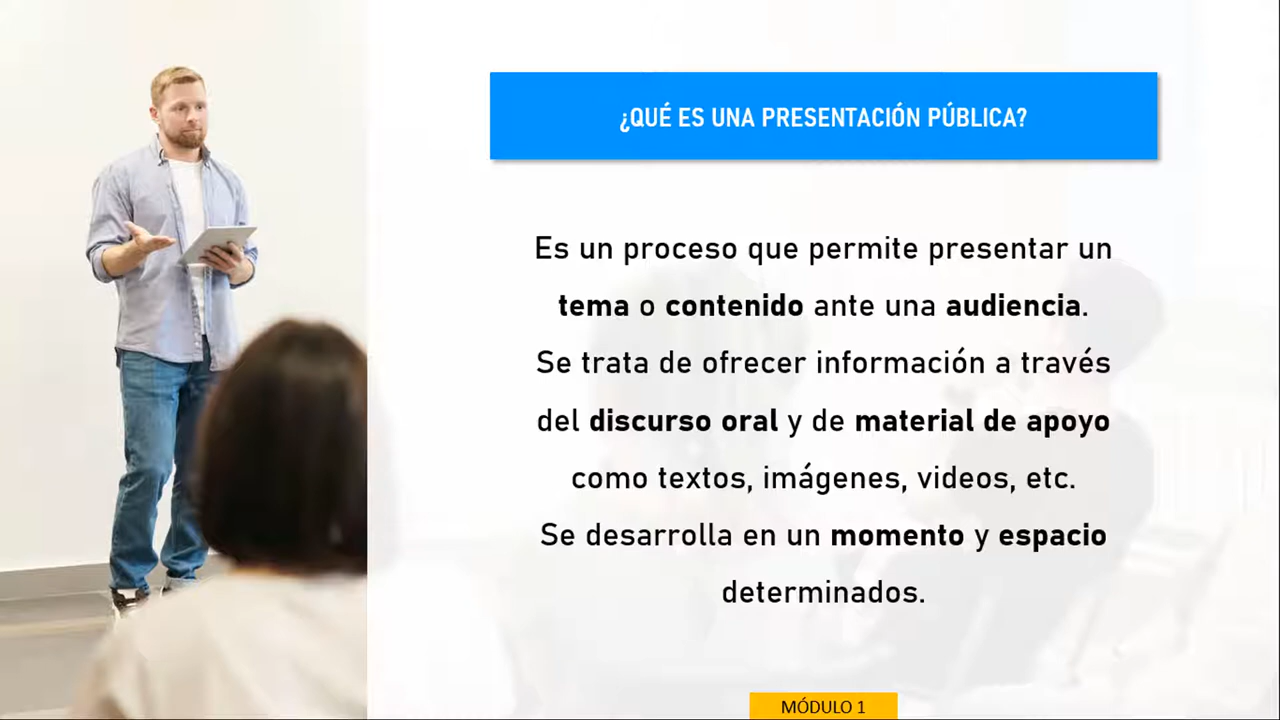 ¿QUÉ ES UNA PRESENTACIÓN PÚBLICA?
Es un proceso que permite presentar un
tema o contenido ante una audiencia.
Se trata de ofrecer información a través
del discurso oral y de material de apoyo
como textos, imágenes, videos, etc.
Se desarrolla en un momento y espacio
determinados.
MÓDULO 1